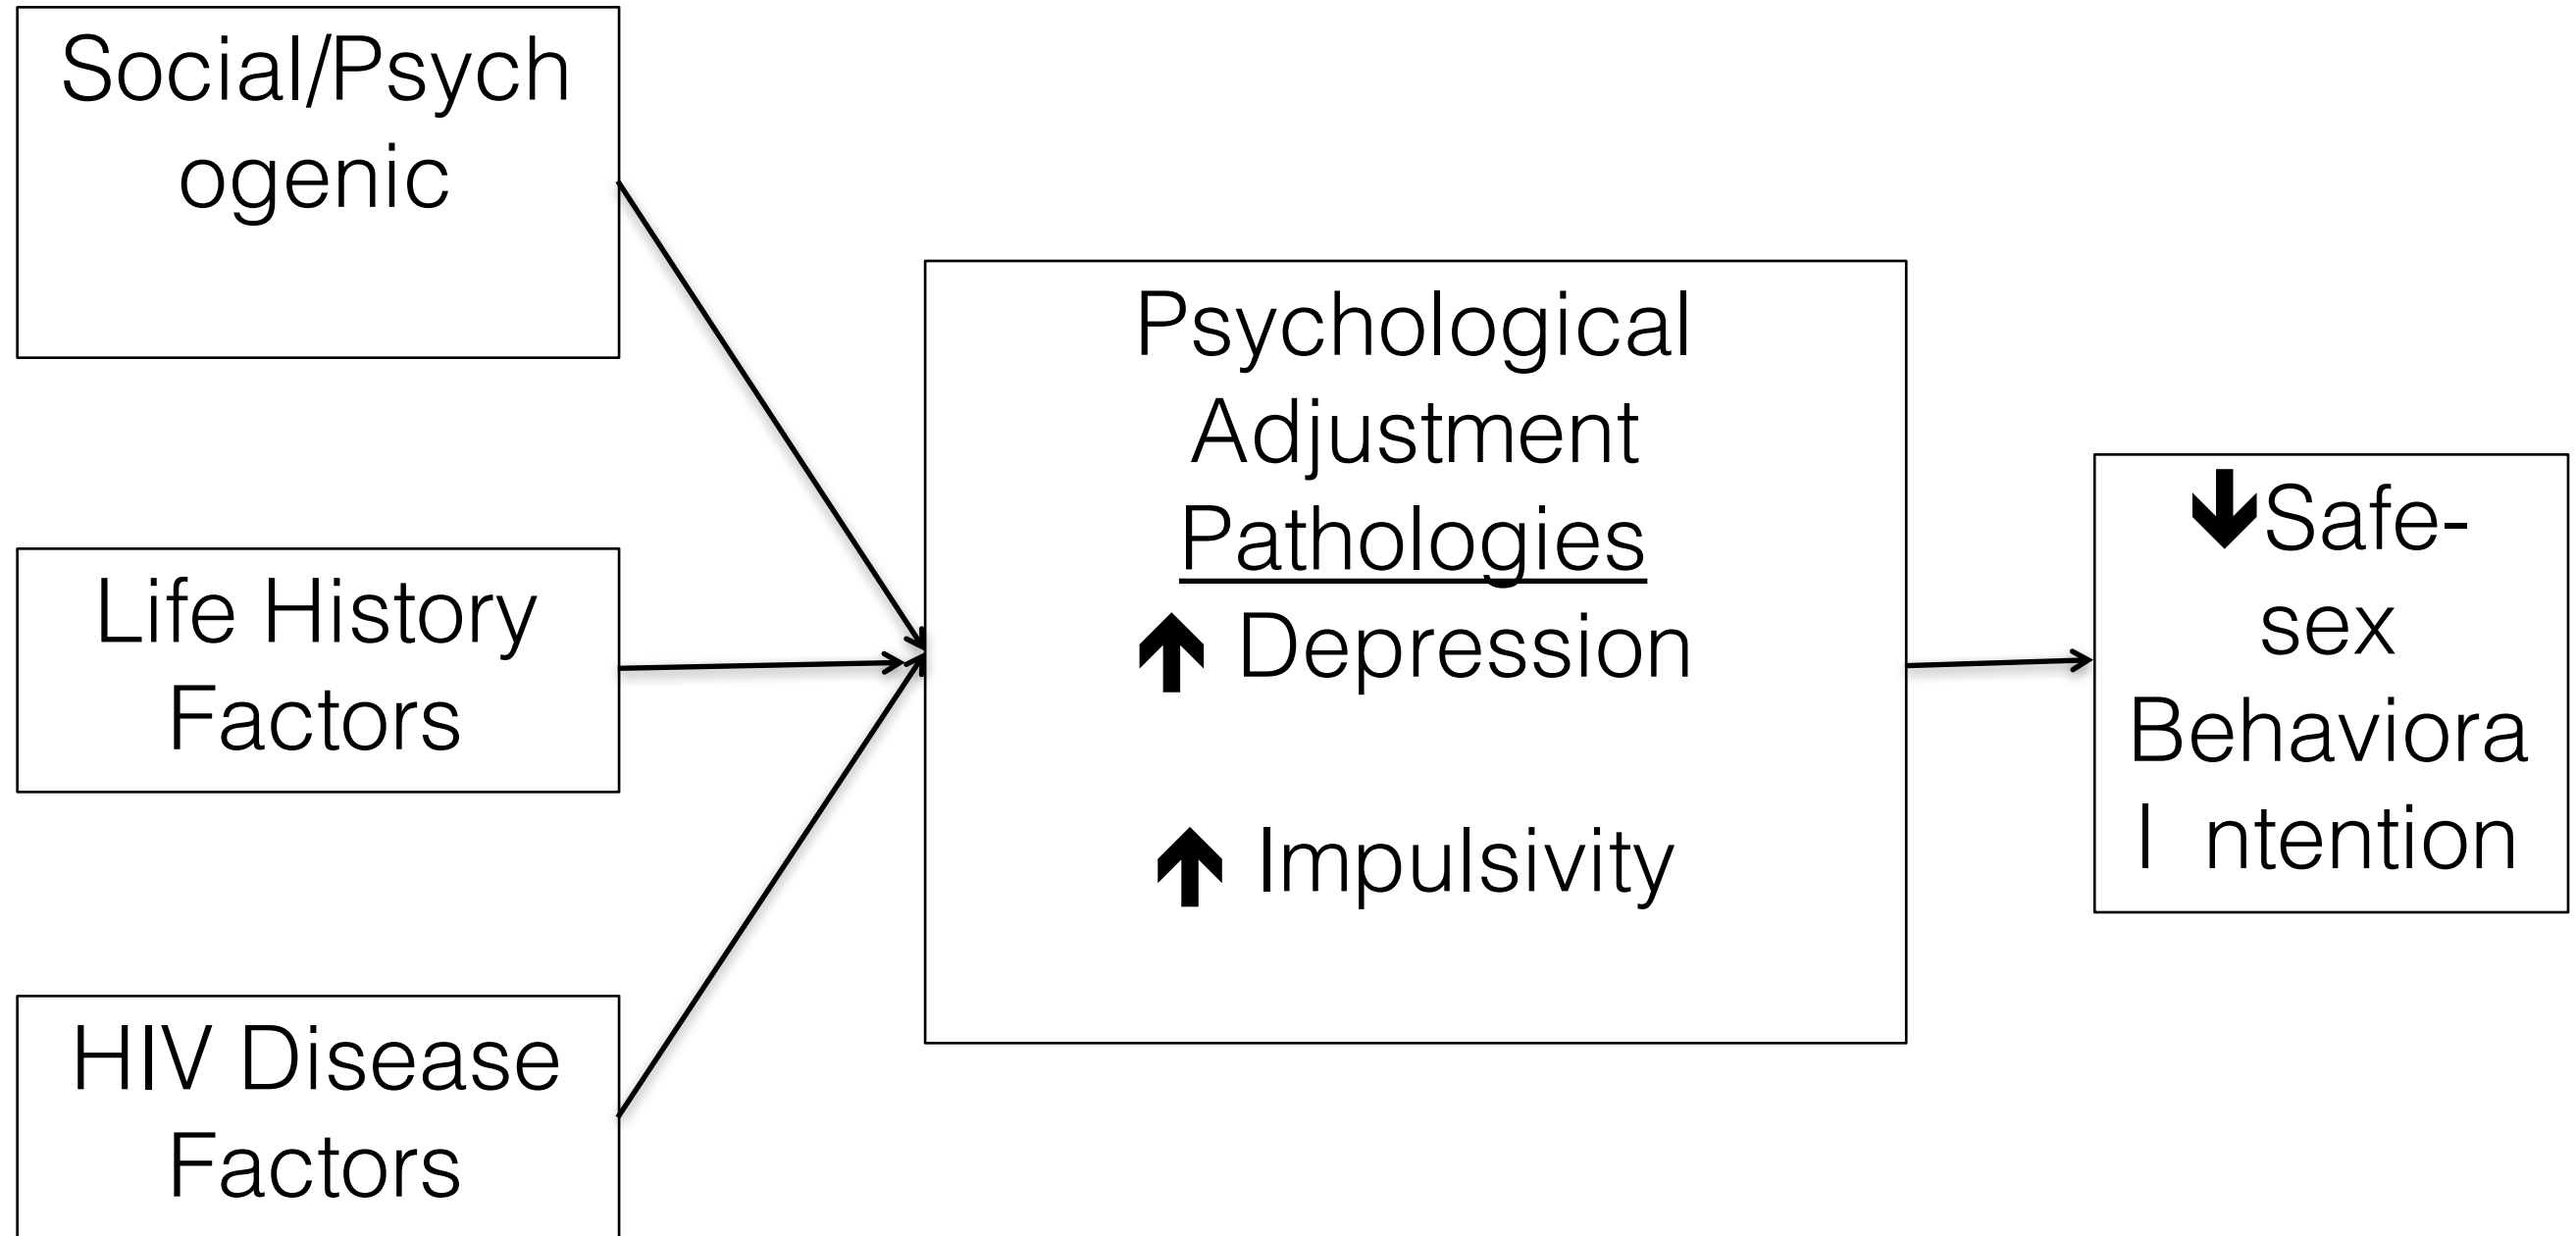 Social/Psych
ogenic
Life History
Factors
HIV Disease
Factors
Psychological
Adjustment
Pathologies
🡹 Depression
🡹 Impulsivity
🡻Safe-
sex
Behaviora
l ntention